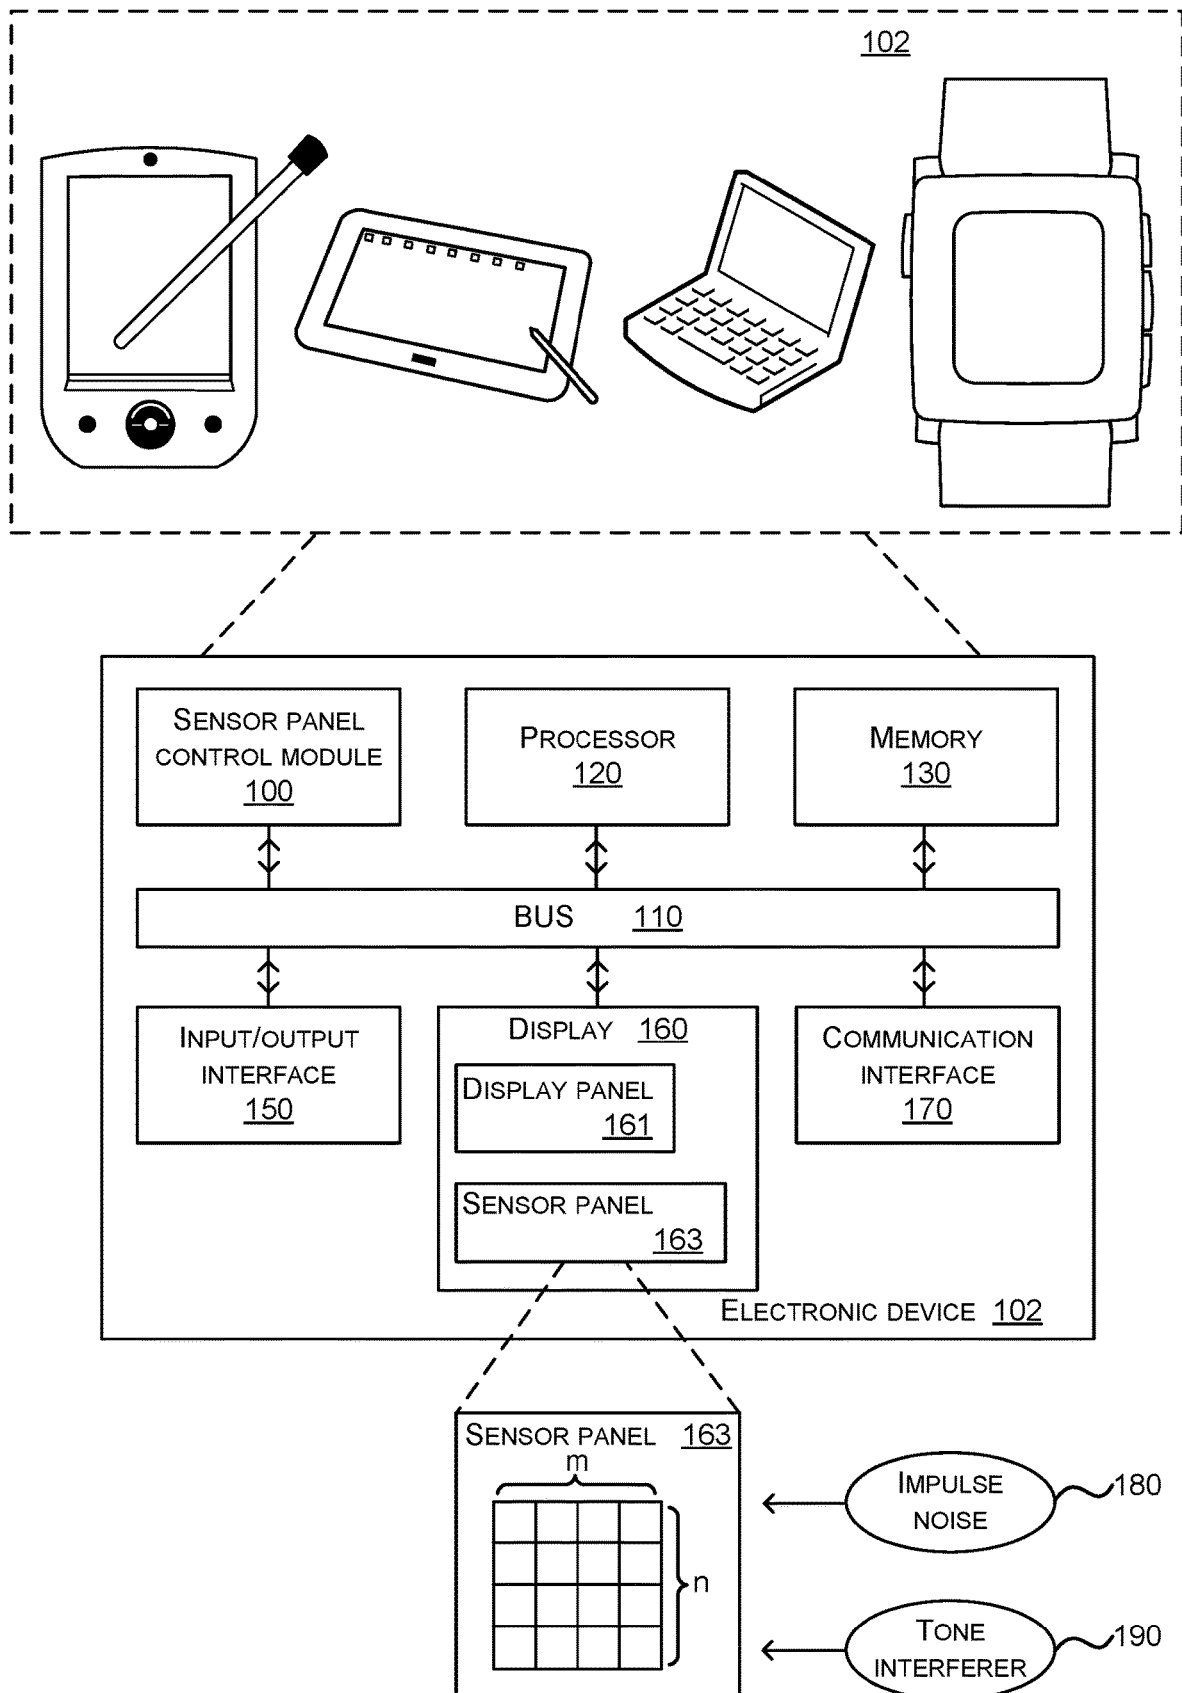 102
SENSOR PANEL
CONTROL MODULE
100
PROCESSOR
120
MEMORY
130
BUS 110
INPUT/OUTPUT
INTERFACE
150
DISPLAY 160
DISPLAY PANEL
161
SENSOR PANEL
163
COMMUNICATION
INTERFACE
170
ELECTRONIC DEVICE 102
SENSOR PANEL 163
m
n
IMPULSE
NOISE
180
TONE
INTERFERER
190